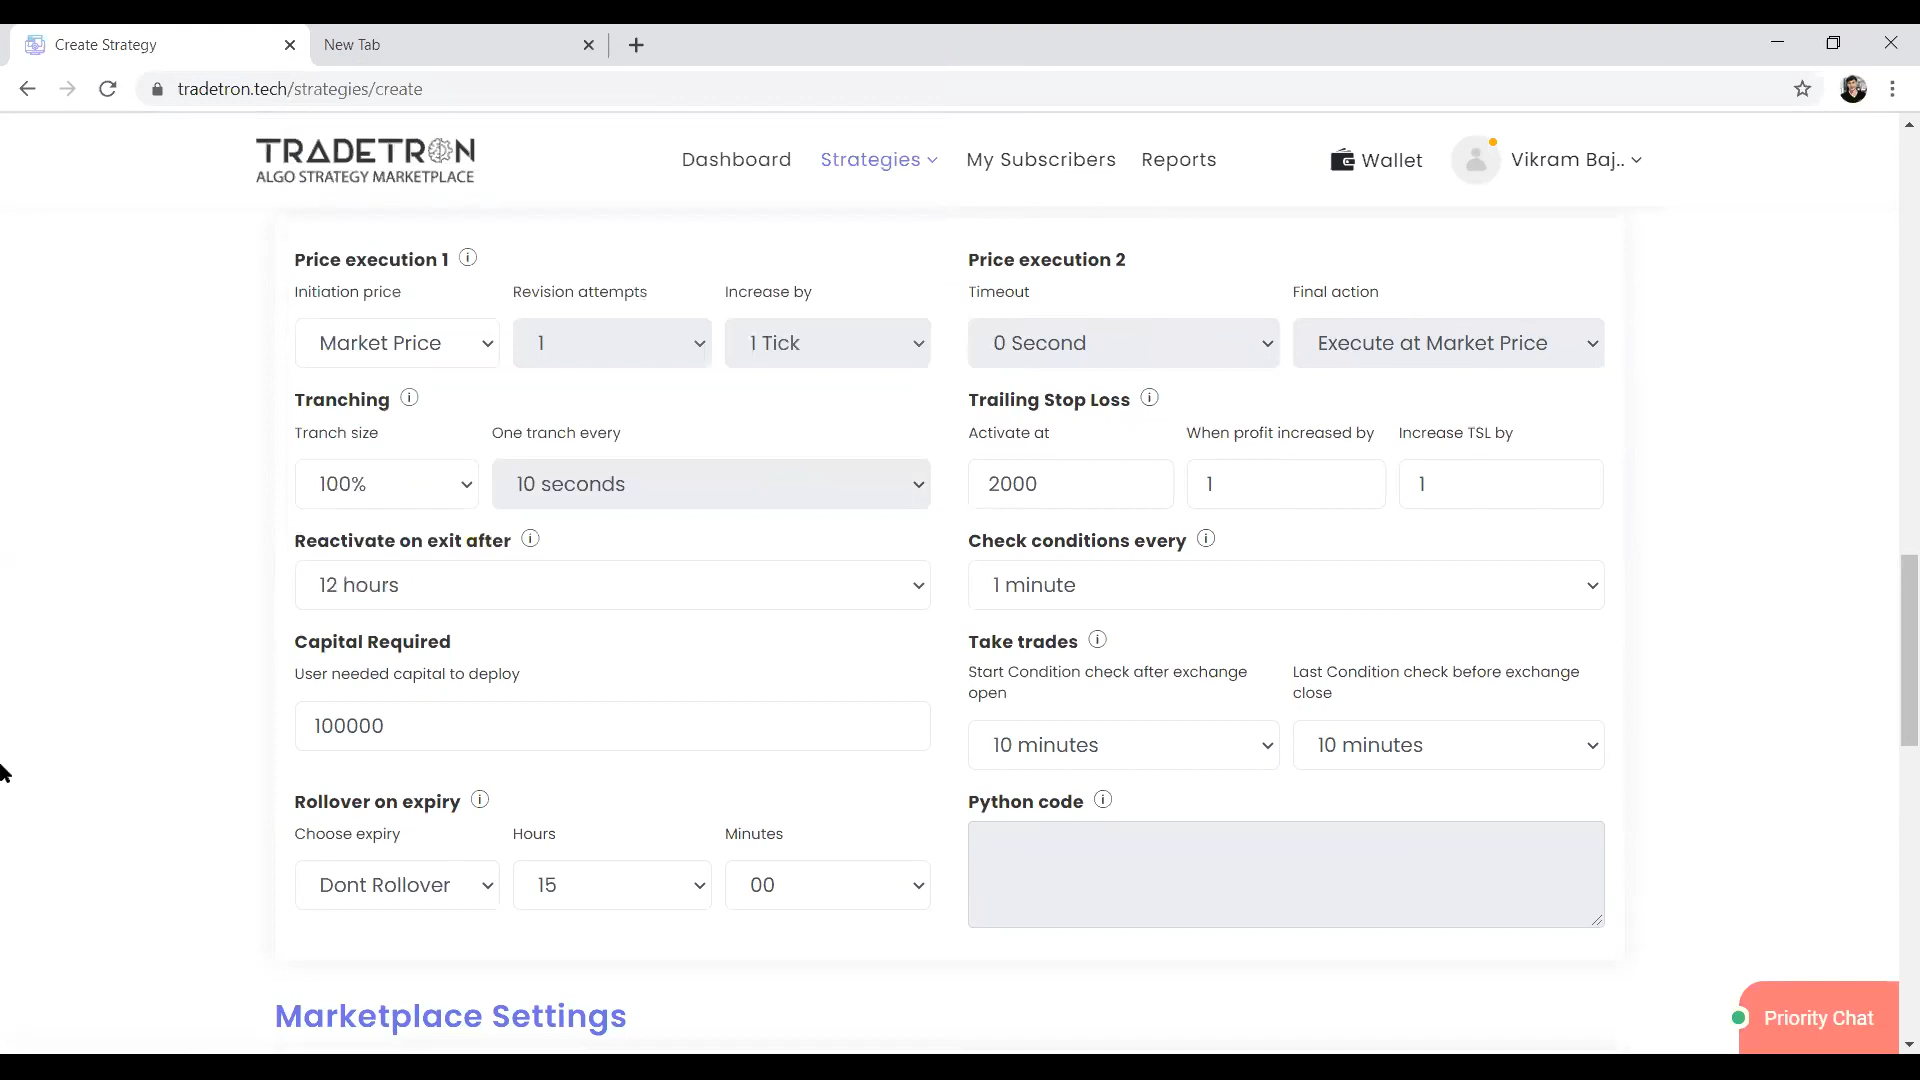 Create Strategy
New Tab
tradetron.tech/strategies/create
TRADETRON
ALGO STRATEGY MARKETPLACE
Dashboard
Strategies
My Subscribers
Reports
Wallet
Vikram Baj..
Price execution 1
Initiation price
Revision attempts
Increase by
Market Price
1
1 Tick
Price execution 2
Timeout
Final action
0 Second
Execute at Market Price
Tranching
Tranch size
One tranch every
100%
10 seconds
Trailing Stop Loss
Activate at
When profit increased by
Increase TSL by
2000
1
1
Reactivate on exit after
12 hours
Check conditions every
1 minute
Capital Required
User needed capital to deploy
100000
Take trades
Start Condition check after exchange
open
Last Condition check before exchange
close
10 minutes
10 minutes
Rollover on expiry
Choose expiry
Hours
Minutes
Dont Rollover
15
00
Python code
Marketplace Settings
Priority Chat